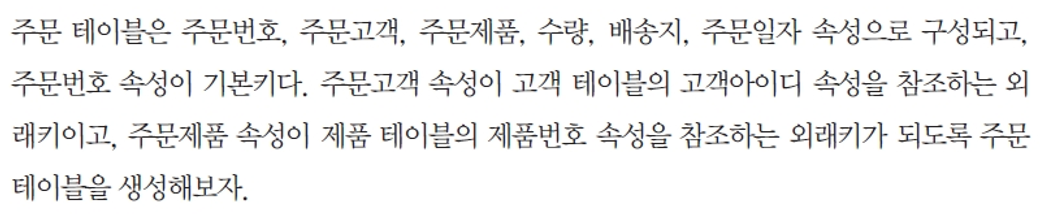 주문 테이블은 주문번호, 주문고객, 주문제품, 수량, 배송지, 주문일자 속성으로 구성되고,
주문번호 속성이 기본키다. 주문고객 속성이 고객 테이블의 고객아이디 속성을 참조하는 외
래키이고, 주문제품 속성이 제품 테이블의 제품번호 속성을 참조하는 외래키가 되도록 주문
테이블을 생성해보자.